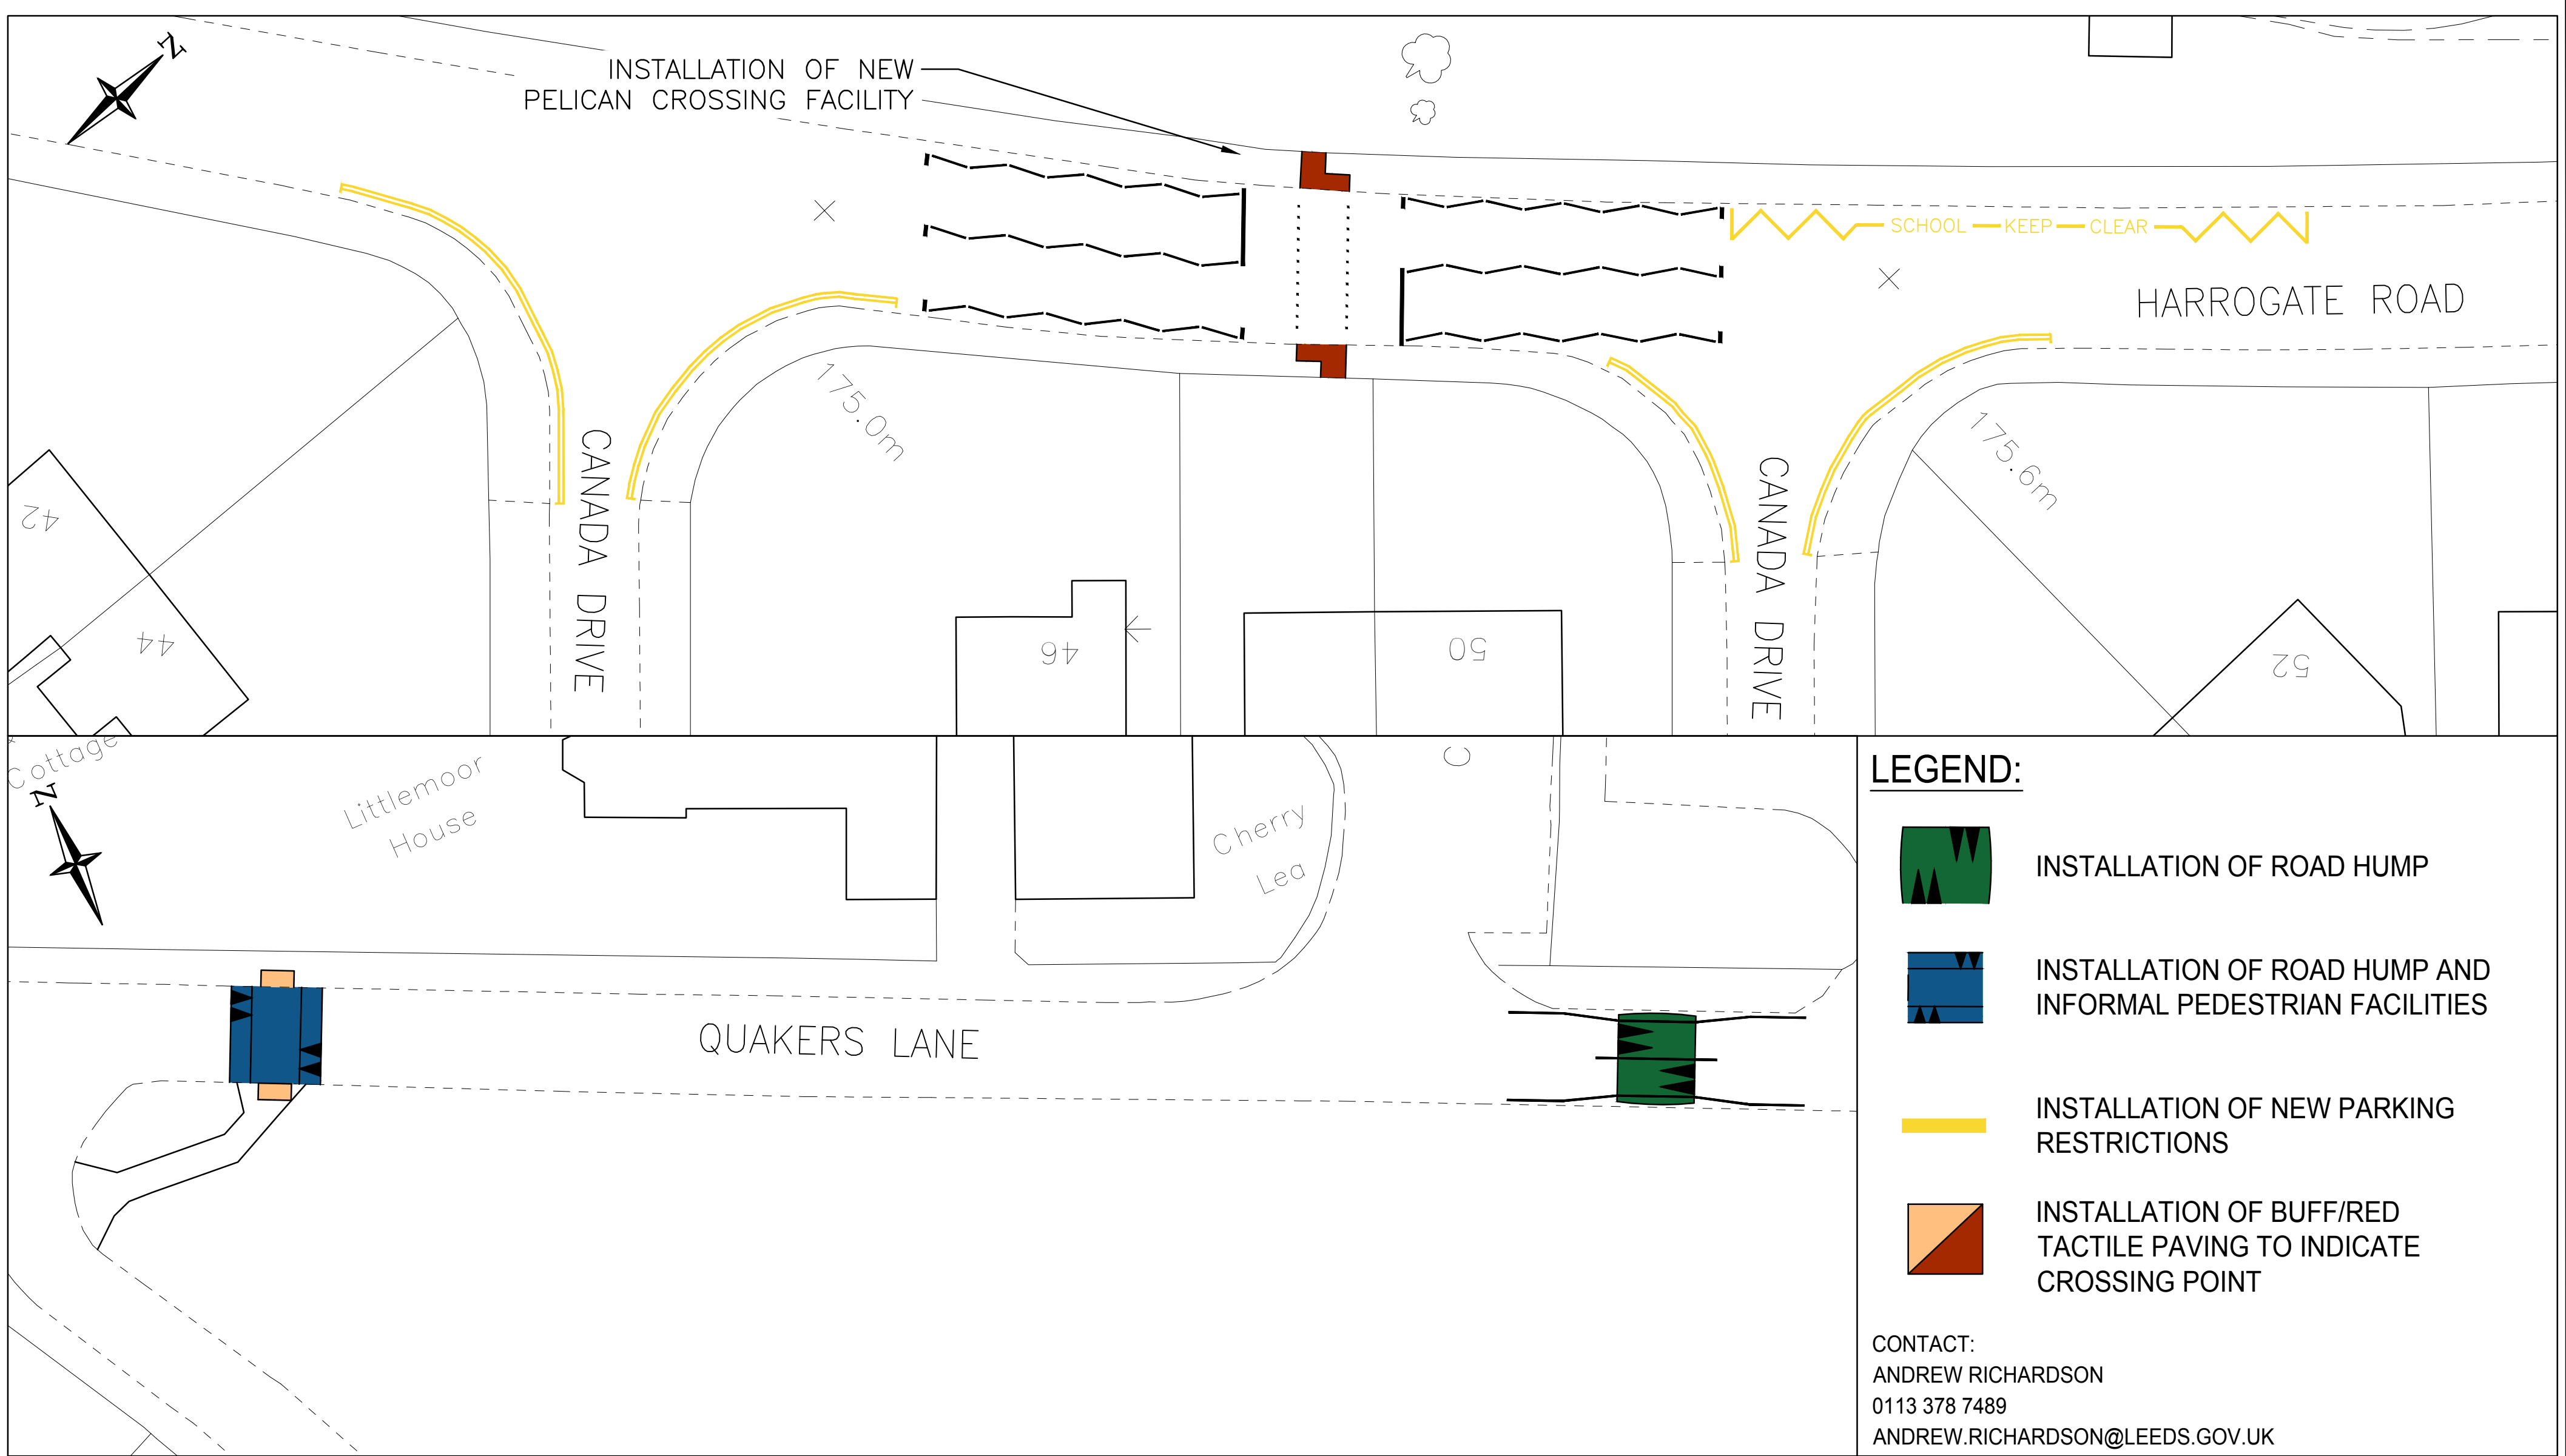 N
INSTALLATION OF NEW
PELICAN CROSSING FACILITY
SCHOOL KEEP CLEAR
HARROGATE ROAD
175.0m
175.6m
CANADA DRIVE
CANADA DRIVE
42
44
46
50
52
Cottage
N
Littlemoor
House
Cherry
Lea
C
QUAKERS LANE
LEGEND:
INSTALLATION OF ROAD HUMP
INSTALLATION OF ROAD HUMP AND
INFORMAL PEDESTRIAN FACILITIES
INSTALLATION OF NEW PARKING
RESTRICTIONS
INSTALLATION OF BUFF/RED
TACTILE PAVING TO INDICATE
CROSSING POINT
CONTACT:
ANDREW RICHARDSON
0113 378 7489
ANDREW.RICHARDSON@LEEDS.GOV.UK